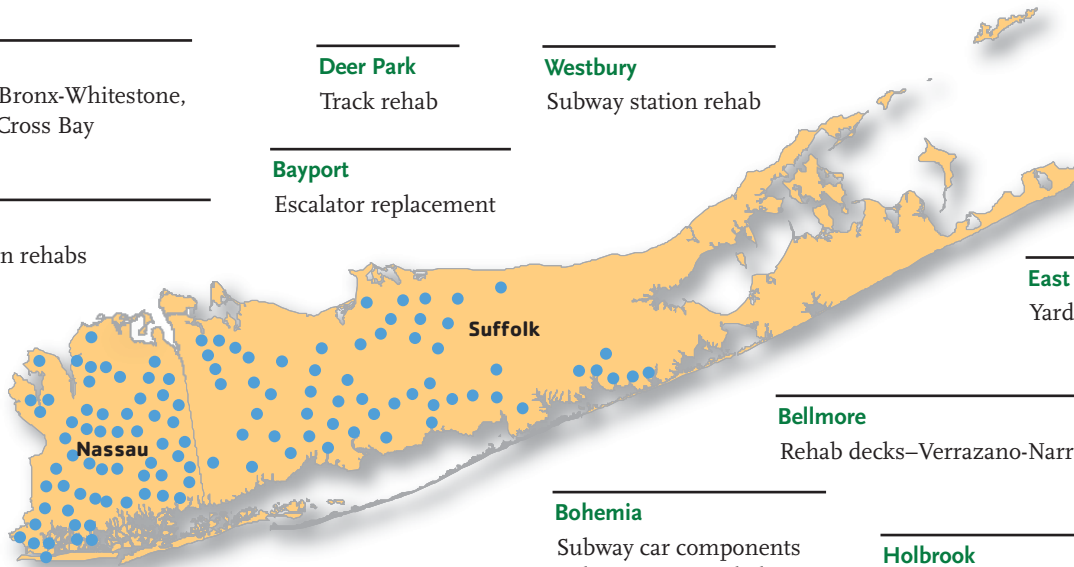 Bronx-Whitestone,
Cross Bay
n rehabs
Deer Park
Track rehab
Westbury
Subway station rehab
Bayport
Escalator replacement
Suffolk
Nassau
East
Yard
Bellmore
Rehab decks–Verrazano-Narr
Bohemia
Subway car components
Holbrook